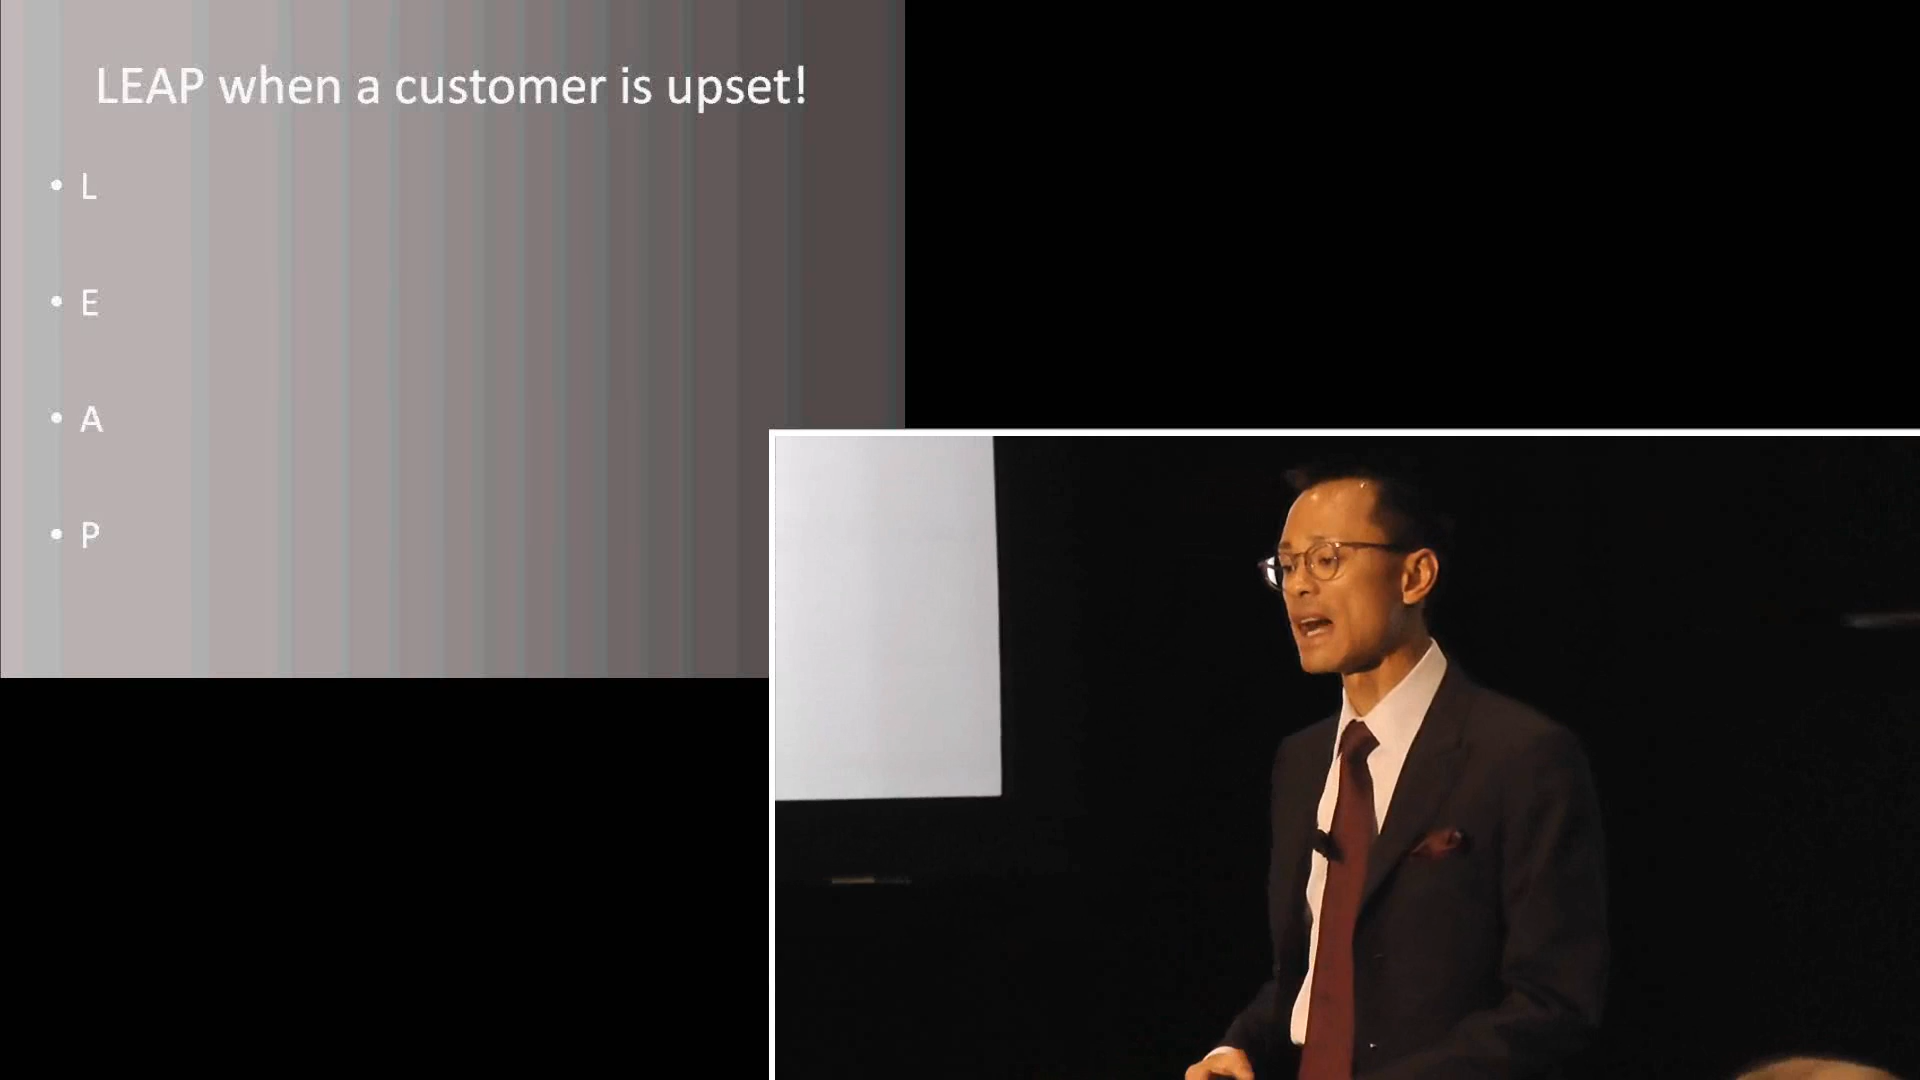 LEAP when a customer is upset!
• L
• E
• A
• P